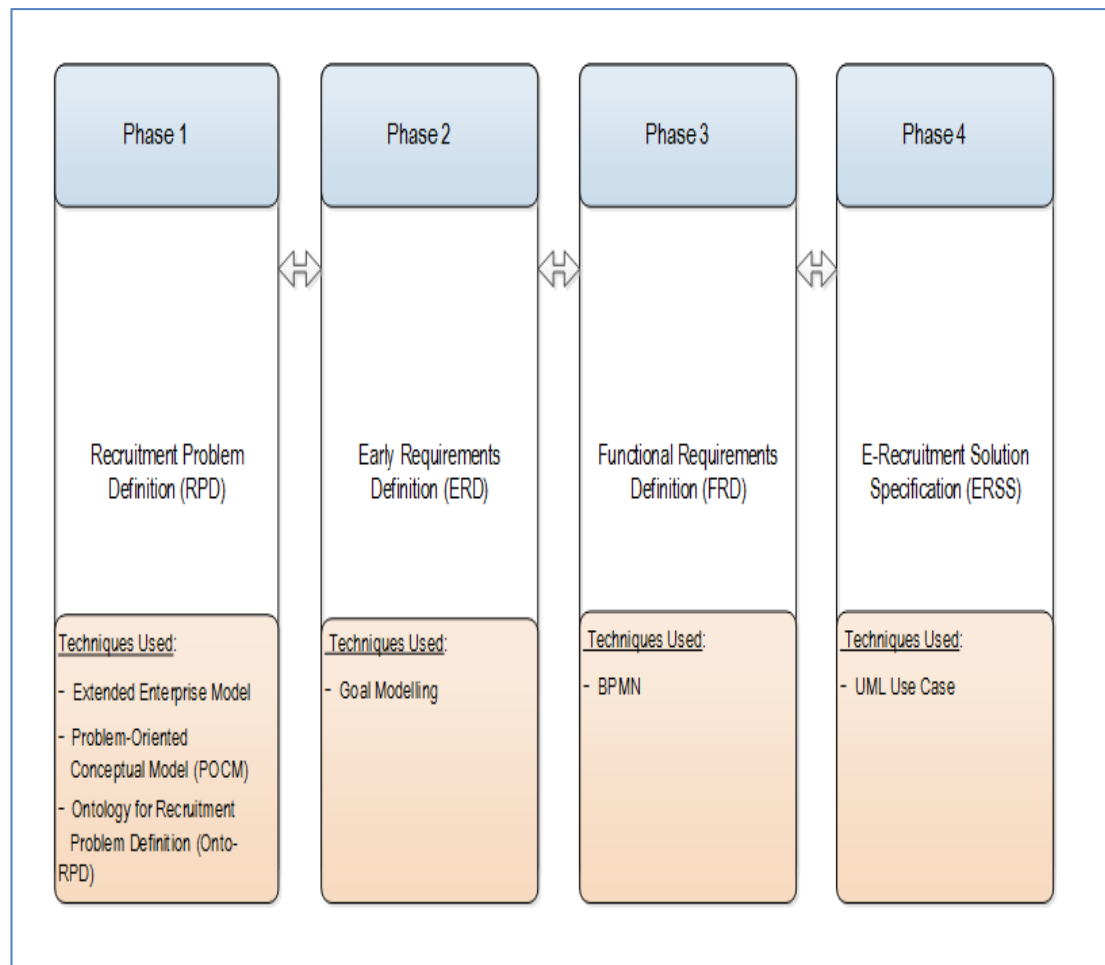 Phase 1
Phase 2
Phase 3
Phase 4
Recruitment Problem
Definition (RPD)
Early Requirements
Definition (ERD)
Functional Requirements
Definition (FRD)
E-Recruitment Solution
Specification (ERSS)
Techniques Used:
- Extended Enterprise Model
- Problem-Oriented
Conceptual Model (POCM)
- Ontology for Recruitment
Problem Definition (Onto-
RPD)
Techniques Used:
- Goal Modelling
Techniques Used:
- BPMN
Techniques Used:
- UML Use Case